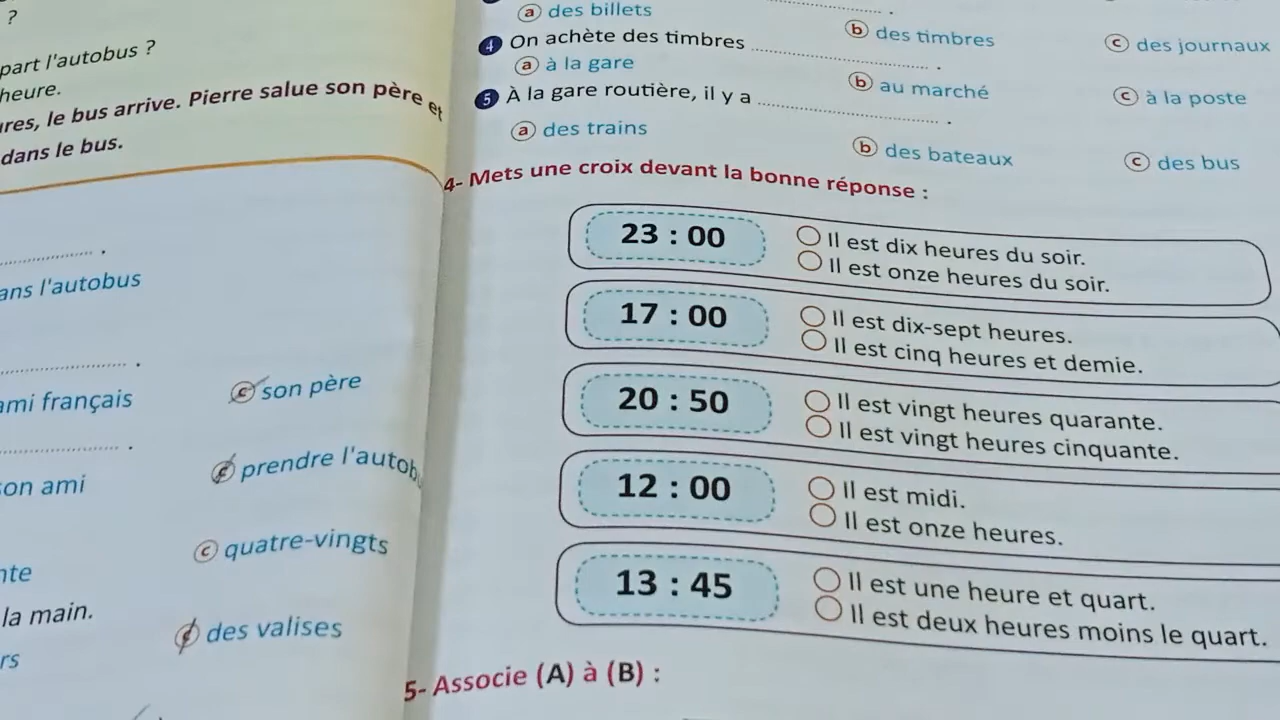 ?
part l'autobus ?
heure.
res, le bus arrive. Pierre salue son père et
dans le bus.
.................... .
ans l'autobus
.................... .
ami français
ⓒ son père
.................... .
son ami
ⓒ prendre l'autob
ⓒ quatre-vingts
nte
la main.
rs
ⓒ des valises
.................... .
ⓐ des billets
ⓑ des timbres
ⓒ des journaux
4 On achète des timbres .................... .
ⓐ à la gare
ⓑ au marché
ⓒ à la poste
5 À la gare routière, il y a .................... .
ⓐ des trains
ⓑ des bateaux
ⓒ des bus
4- Mets une croix devant la bonne réponse :
23 : 00
Il est dix heures du soir.
Il est onze heures du soir.
17 : 00
Il est dix-sept heures.
Il est cinq heures et demie.
20 : 50
Il est vingt heures quarante.
Il est vingt heures cinquante.
12 : 00
Il est midi.
Il est onze heures.
13 : 45
Il est une heure et quart.
Il est deux heures moins le quart.
5- Associe (A) à (B) :